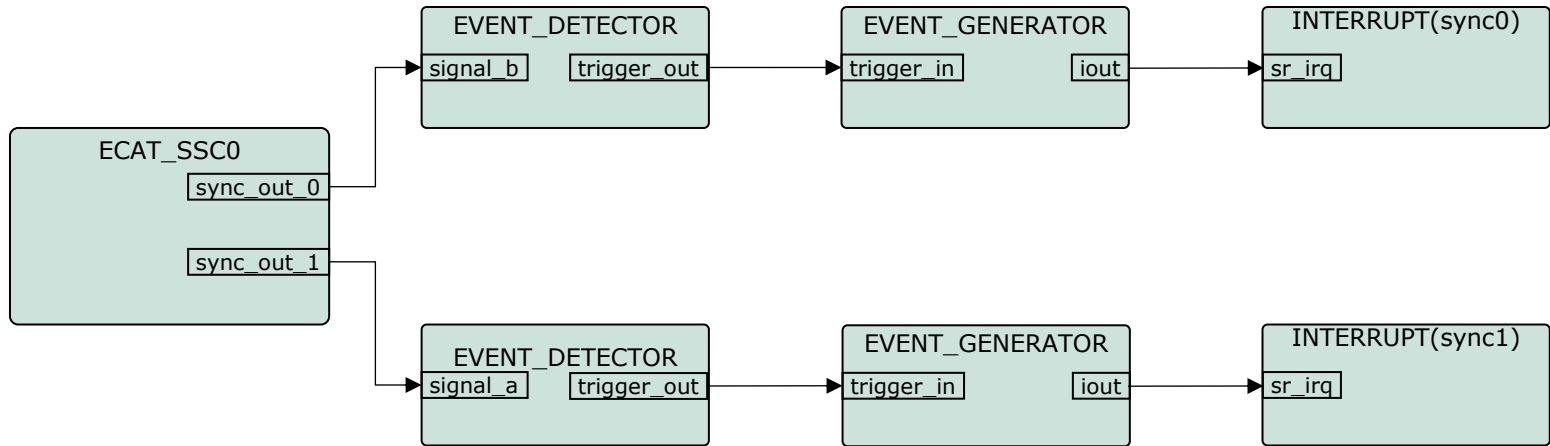 EVENT_DETECTOR
signal_b
trigger_out
EVENT_GENERATOR
trigger_in
iout
INTERRUPT(sync0)
sr_irq
ECAT_SSC0
sync_out_0
sync_out_1
EVENT_DETECTOR
signal_a
trigger_out
EVENT_GENERATOR
trigger_in
iout
INTERRUPT(sync1)
sr_irq